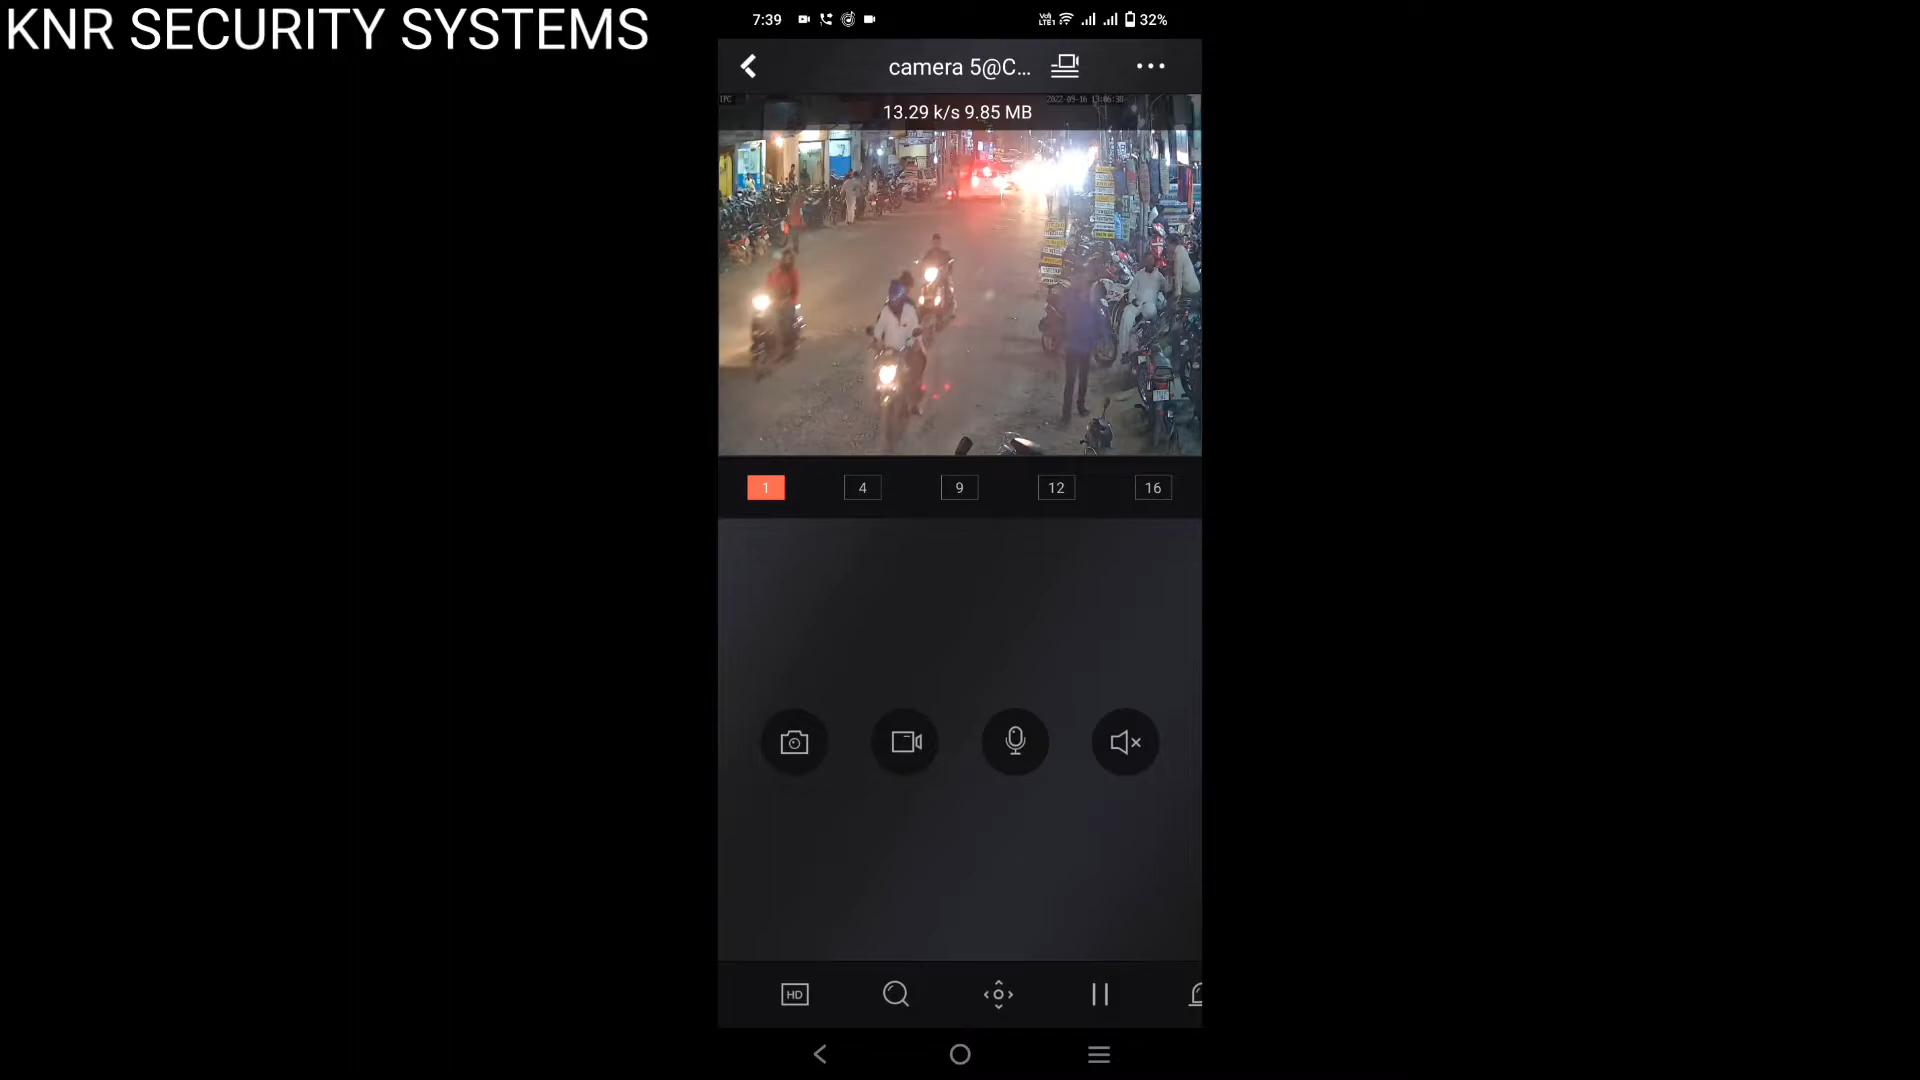 KNR SECURITY SYSTEMS
7:39
32%
camera 5@C...
IPC
13.29 k/s 9.85 MB
1
4
9
12
16
HD